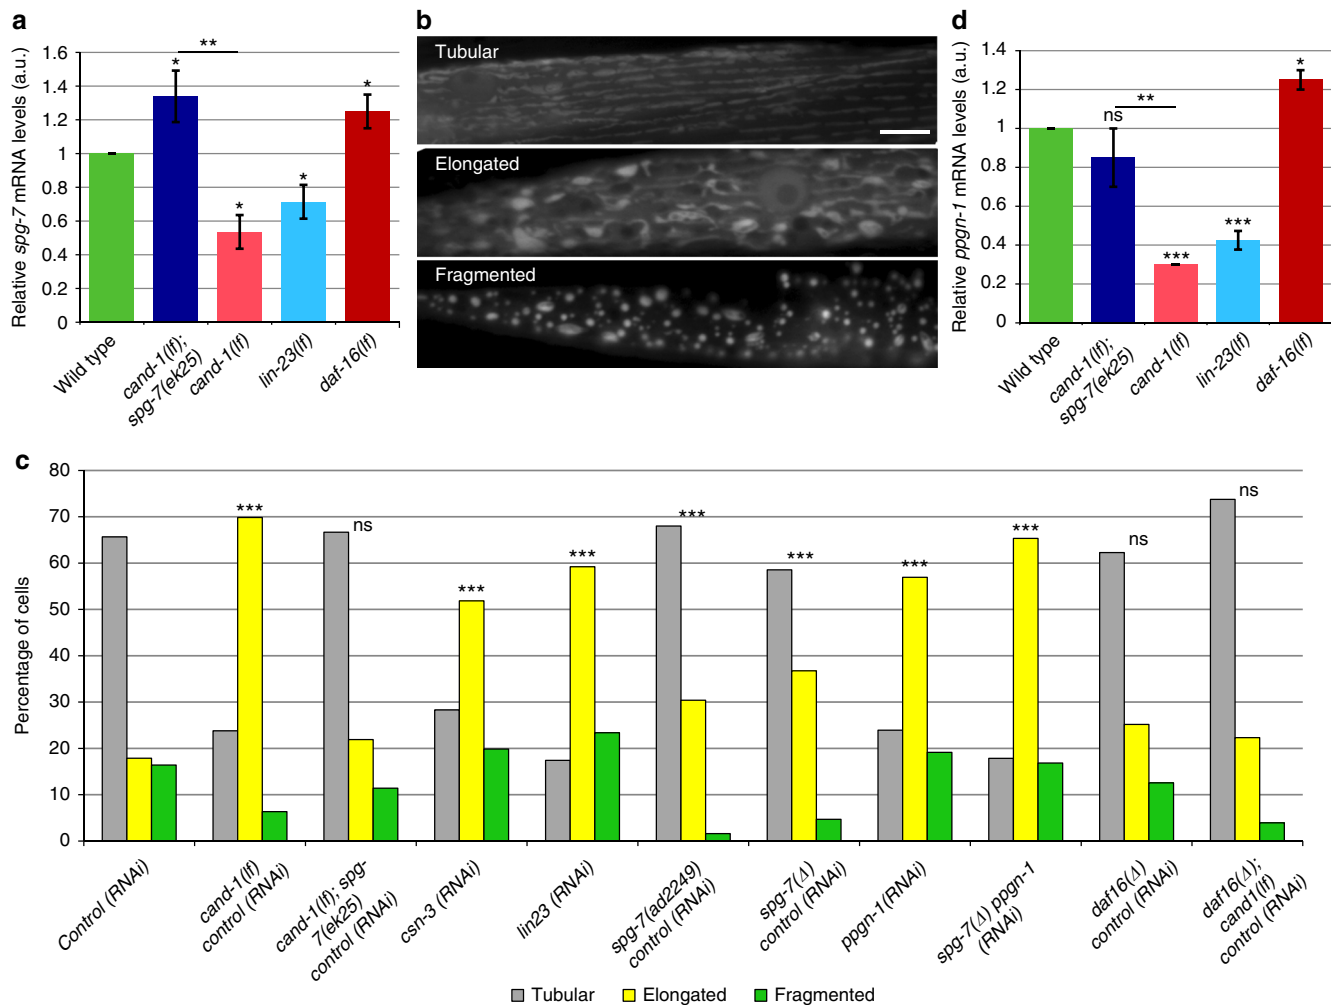 a
Relative spg-7 mRNA levels (a.u.)
1.6
1.4
1.2
1
0.8
0.6
0.4
0.2
0
**
*
*
*
*
Wild type
cand-1(lf);
spg-7(ek25)
cand-1(lf)
lin-23(lf)
daf-16(lf)
b
Tubular
Elongated
Fragmented
d
Relative ppgn-1 mRNA levels (a.u.)
1.4
1.2
1
0.8
0.6
0.4
0.2
0
**
ns
***
***
*
Wild type
cand-1(lf);
spg-7(ek25)
cand-1(lf)
lin-23(lf)
daf-16(lf)
c
Percentage of cells
80
70
60
50
40
30
20
10
0
***
ns
***
***
***
***
***
***
ns
ns
Control (RNAi)
cand-1(lf)
control (RNAi)
cand-1(lf); spg-
7(ek25)
control (RNAi)
csn-3 (RNAi)
lin23 (RNAi)
spg-7(ad2249)
control (RNAi)
spg-7(Δ)
control (RNAi)
ppgn-1(RNAi)
spg-7(Δ) ppgn-1
(RNAi)
daf16(Δ)
control (RNAi)
daf16(Δ);
cand1(lf)
control (RNAi)
Tubular
Elongated
Fragmented